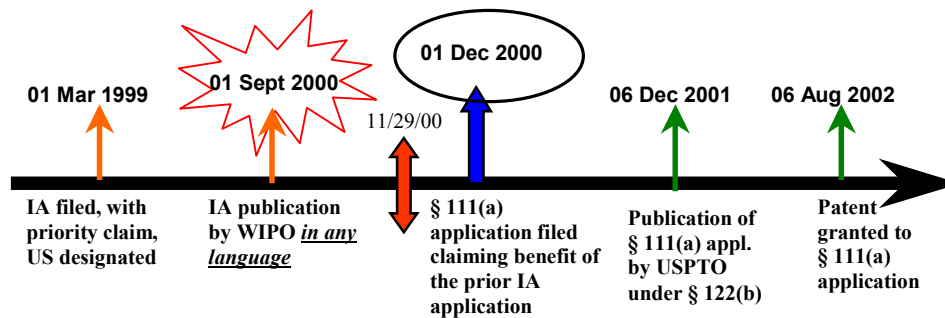 01 Mar 1999
01 Sept 2000
01 Dec 2000
06 Dec 2001
06 Aug 2002
11/29/00
IA filed, with
priority claim,
US designated
IA publication
by WIPO in any
language
§ 111(a)
application filed
claiming benefit of
the prior IA
application
Publication of
§ 111(a) appl.
by USPTO
under § 122(b)
Patent
granted to
§ 111(a)
application